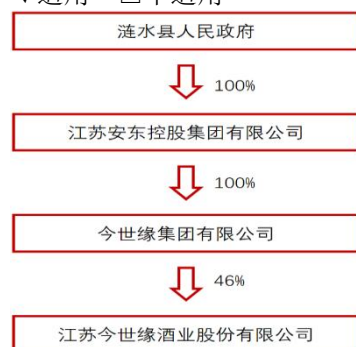 涟水县人民政府
100%
江苏安东控股集团有限公司
100%
今世缘集团有限公司
46%
江苏今世缘酒业股份有限公司